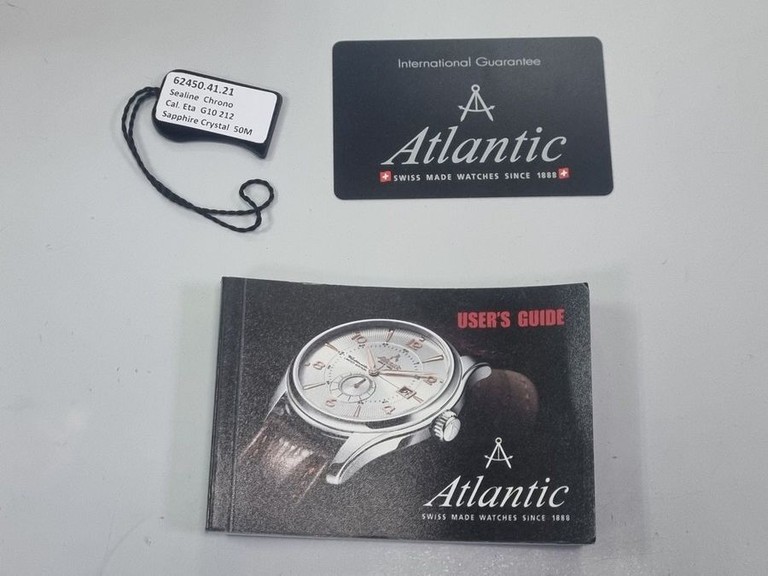 62450.41.21
Sealine Chrono
Cal. Eta G10 212
Sapphire Crystal 50M
International Guarantee
Atlantic
SWISS MADE WATCHES SINCE 1888
USER'S GUIDE
Atlantic
SWISS MADE WATCHES SINCE 1888